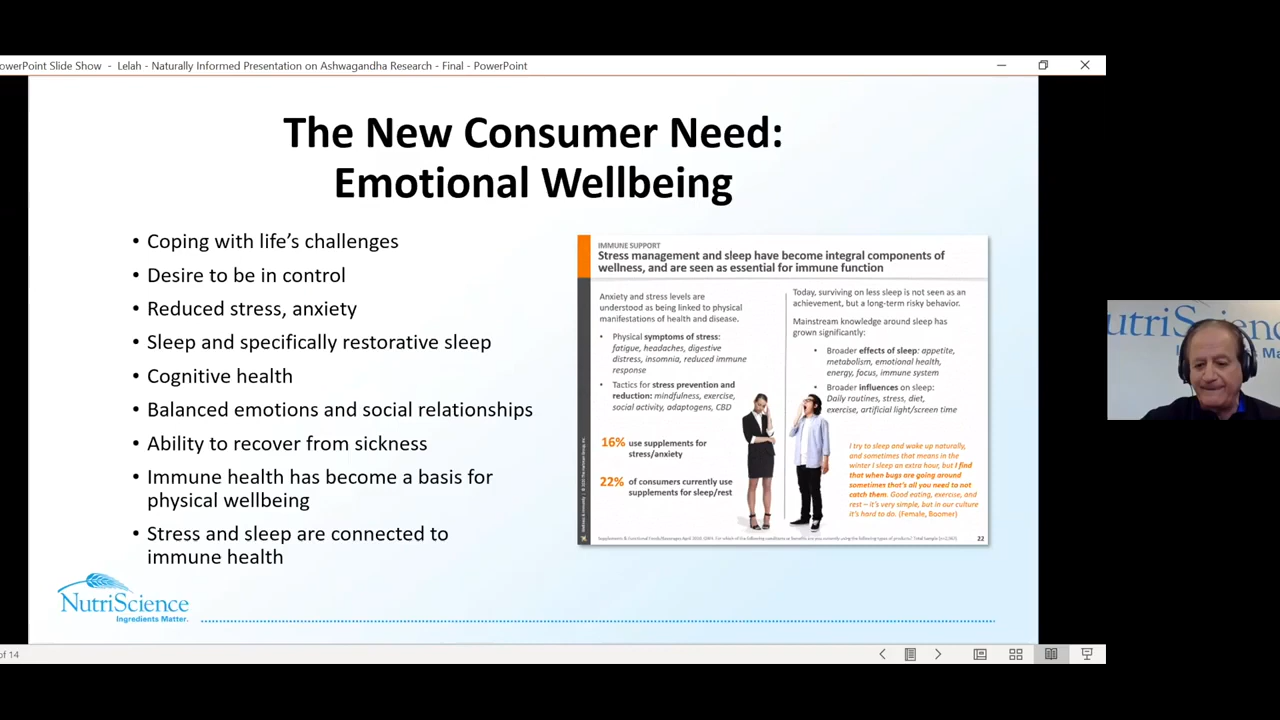 owerPoint Slide Show - Lelah - Naturally Informed Presentation on Ashwagandha Research - Final - PowerPoint
The New Consumer Need:
Emotional Wellbeing
• Coping with life's challenges
• Desire to be in control
• Reduced stress, anxiety
• Sleep and specifically restorative sleep
• Cognitive health
• Balanced emotions and social relationships
• Ability to recover from sickness
• Immune health has become a basis for
physical wellbeing
• Stress and sleep are connected to
immune health
IMMUNE SUPPORT
Stress management and sleep have become integral components of
wellness, and are seen as essential for immune function
Anxiety and stress levels are
understood as being linked to physical
manifestations of health and disease.
• Physical symptoms of stress:
fatigue, headaches, digestive
distress, insomnia, reduced immune
response
• Tactics for stress prevention and
reduction: mindfulness, exercise,
social activity, adaptogens, CBD
16% use supplements for
stress/anxiety
22% of consumers currently use
supplements for sleep/rest
Today, surviving on less sleep is not seen as an
achievement, but a long-term risky behavior.
Mainstream knowledge around sleep has
grown significantly:
• Broader effects of sleep: appetite,
metabolism, emotional health,
energy, focus, immune system
• Broader influences on sleep:
Daily routines, stress, diet,
exercise, artificial light/screen time
I try to sleep and wake up naturally,
and sometimes that means in the
winter I sleep an extra hour, but I find
that when bugs are going around
sometimes that's all you need to not
catch them. Good eating, exercise, and
rest – it's very simple, but in our culture
it's hard to do. (Female, Boomer)
22
NutriScience
Ingredients Matter.
of 14
utriScience
s Matter.